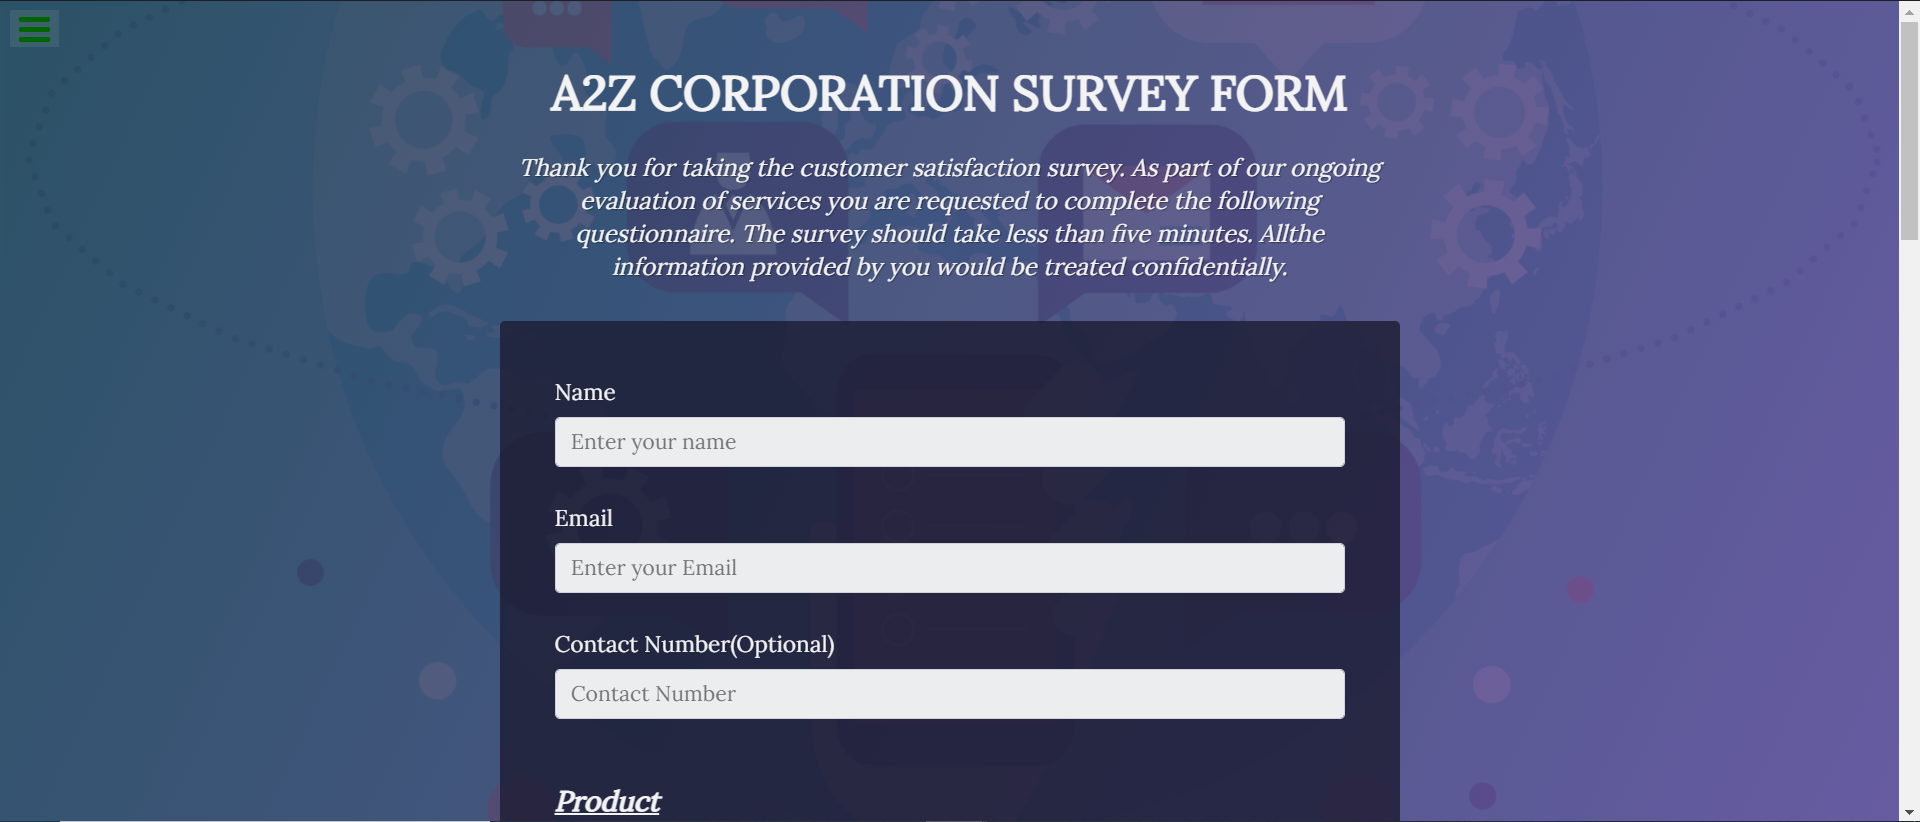 A2Z CORPORATION SURVEY FORM
Thank you for taking the customer satisfaction survey. As part of our ongoing
evaluation of services you are requested to complete the following
questionnaire. The survey should take less than five minutes. Allthe
information provided by you would be treated confidentially.
Name
Enter your name
Email
Enter your Email
Contact Number(Optional)
Contact Number
Product